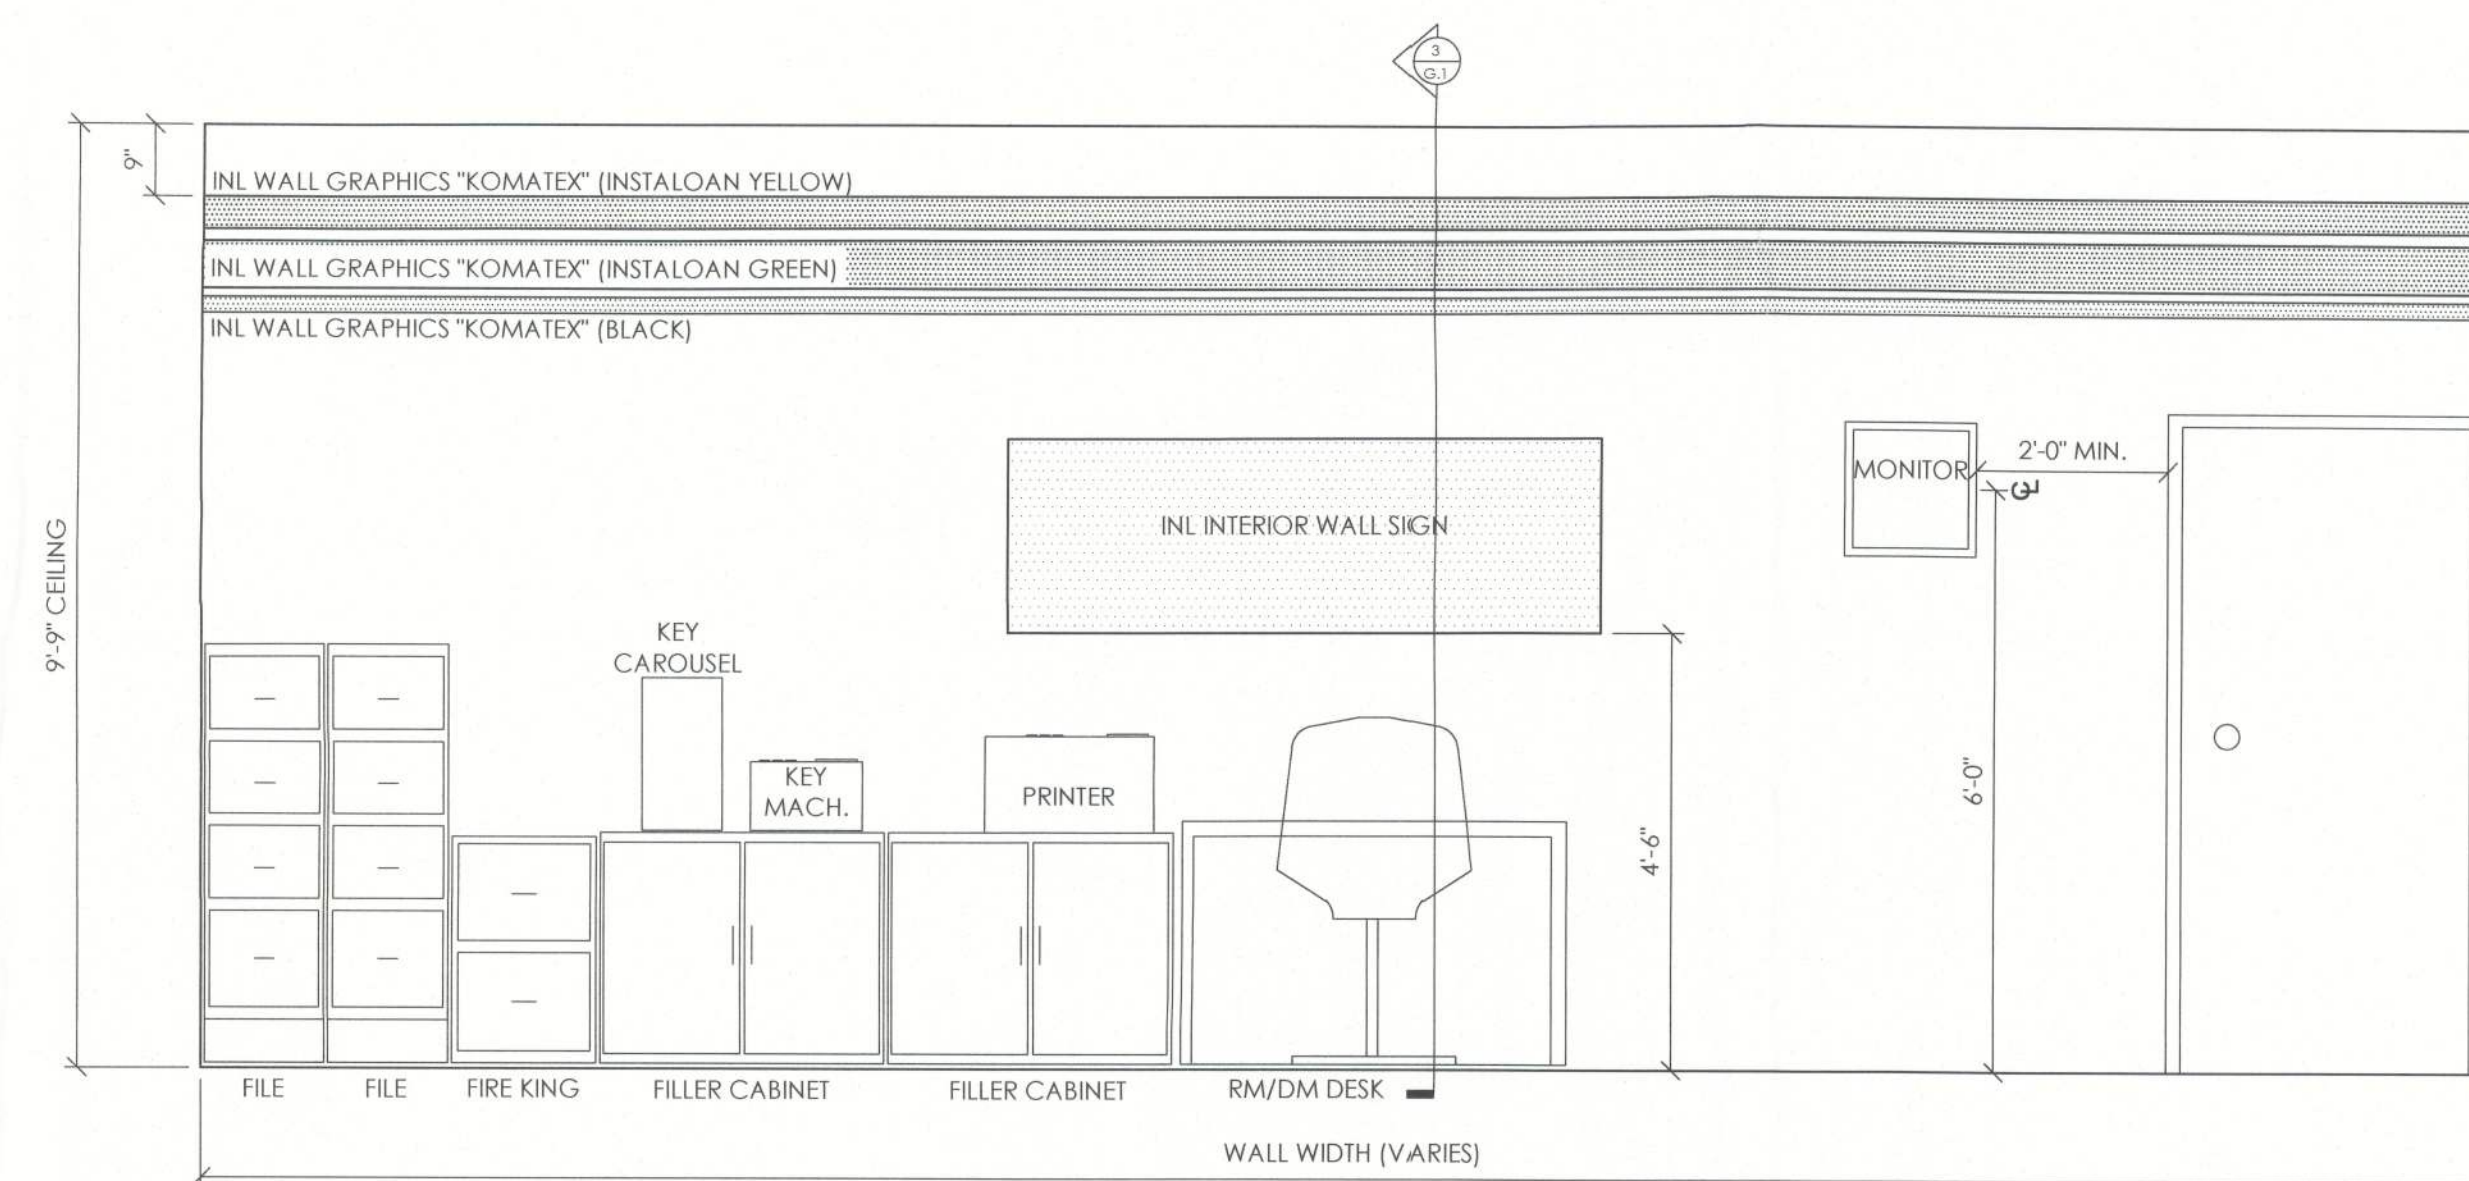 3
G.1
9"
INL WALL GRAPHICS "KOMATEX" (INSTALOAN YELLOW)
INL WALL GRAPHICS "KOMATEX" (INSTALOAN GREEN)
INL WALL GRAPHICS "KOMATEX" (BLACK)
9'-9" CEILING
MONITOR
2'-0" MIN.
CL
INL INTERIOR WALL SIGN
KEY
CAROUSEL
KEY
MACH.
PRINTER
4'-6"
6'-0"
FILE
FILE
FIRE KING
FILLER CABINET
FILLER CABINET
RM/DM DESK
WALL WIDTH (VARIES)